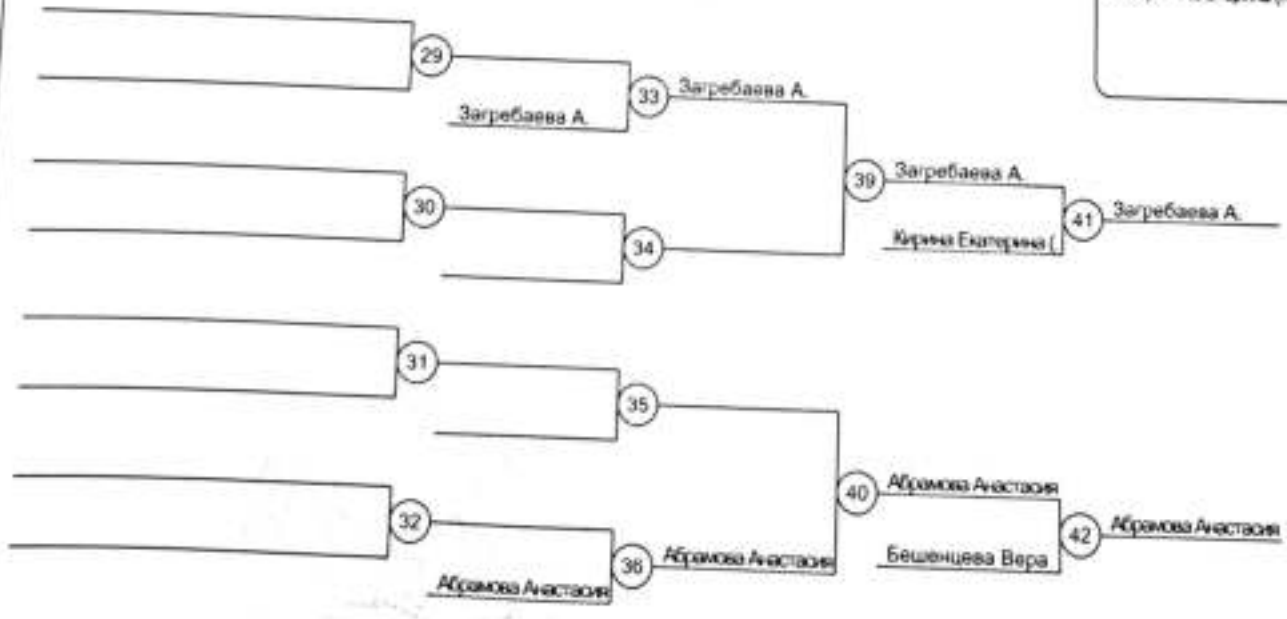 29
33
Загребаева А.
Загребаева А.
39
Загребаева А.
30
41
Загребаева А.
34
Кирина Екатерина (
31
35
40
Абрамова Анастасия
32
42
Абрамова Анастасия
36
Абрамова Анастасия
Бешенцева Вера
Абрамова Анастасия